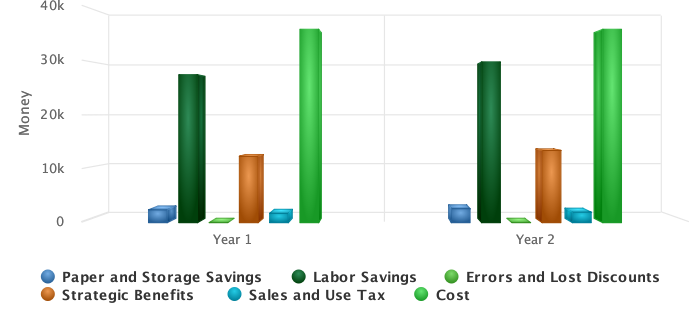 40k
30k
20k
10k
0
Money
Year 1
Year 2
Paper and Storage Savings
Labor Savings
Errors and Lost Discounts
Strategic Benefits
Sales and Use Tax
Cost